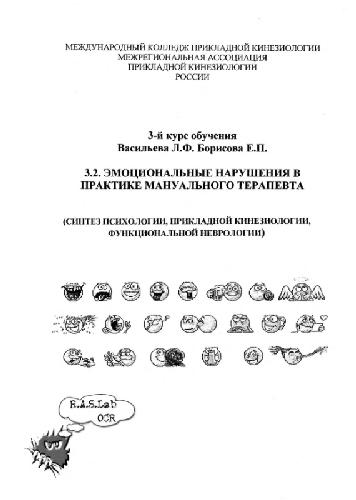 МЕЖДУНАРОДНЫЙ КОЛЛЕДЖ ПРИКЛАДНОЙ КИНЕЗИОЛОГИИ
МЕЖРЕГИОНАЛЬНАЯ АССОЦИАЦИЯ
ПРИКЛАДНОЙ КИНЕЗИОЛОГИИ
РОССИИ
3-й курс обучения
Васильева Л.Ф. Борисова Е.П.
3.2. ЭМОЦИОНАЛЬНЫЕ НАРУШЕНИЯ В
ПРАКТИКЕ МАНУАЛЬНОГО ТЕРАПЕВТА
(СИНТЕЗ ПСИХОЛОГИИ, ПРИКЛАДНОЙ КИНЕЗИОЛОГИИ,
ФУНКЦИОНАЛЬНОЙ НЕВРОЛОГИИ)
B.A.S.Lab
OCR